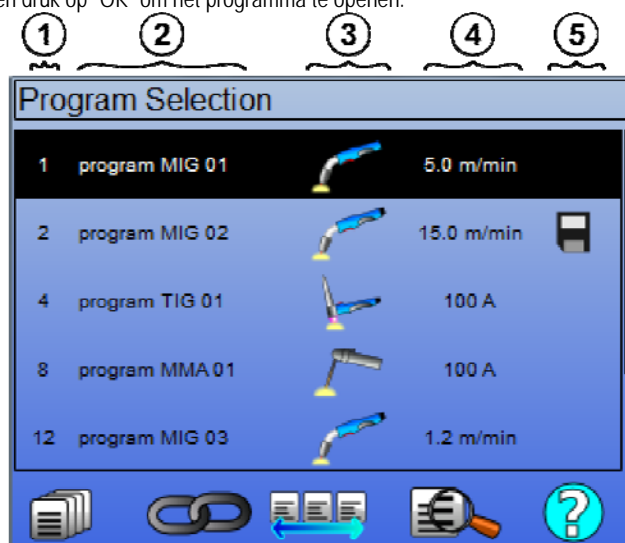 en druk op "OK" om het programma te openen.
1 2 3 4 5
Program Selection
1 program MIG 01 5.0 m/min
2 program MIG 02 15.0 m/min
4 program TIG 01 100 A
8 program MMA 01 100 A
12 program MIG 03 1.2 m/min
?